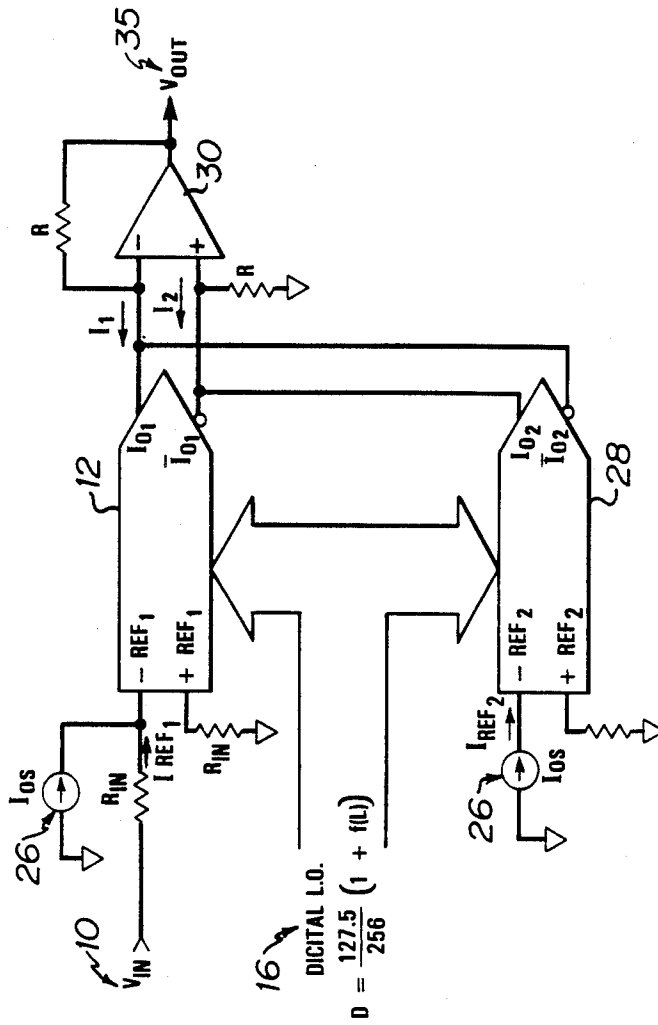 10
V_IN
26
I_OS
R_IN
I REF_1
R_IN
− REF_1
+ REF_1
12
I_O1
Ī_O1
I_1
I_2
R
−
+
R
30
35
V_OUT
16
DICITAL L.O.
D = 127.5/256 (1 + f(L))
26
I_OS
I_REF2
− REF_2
+ REF_2
I_O2
Ī_O2
28